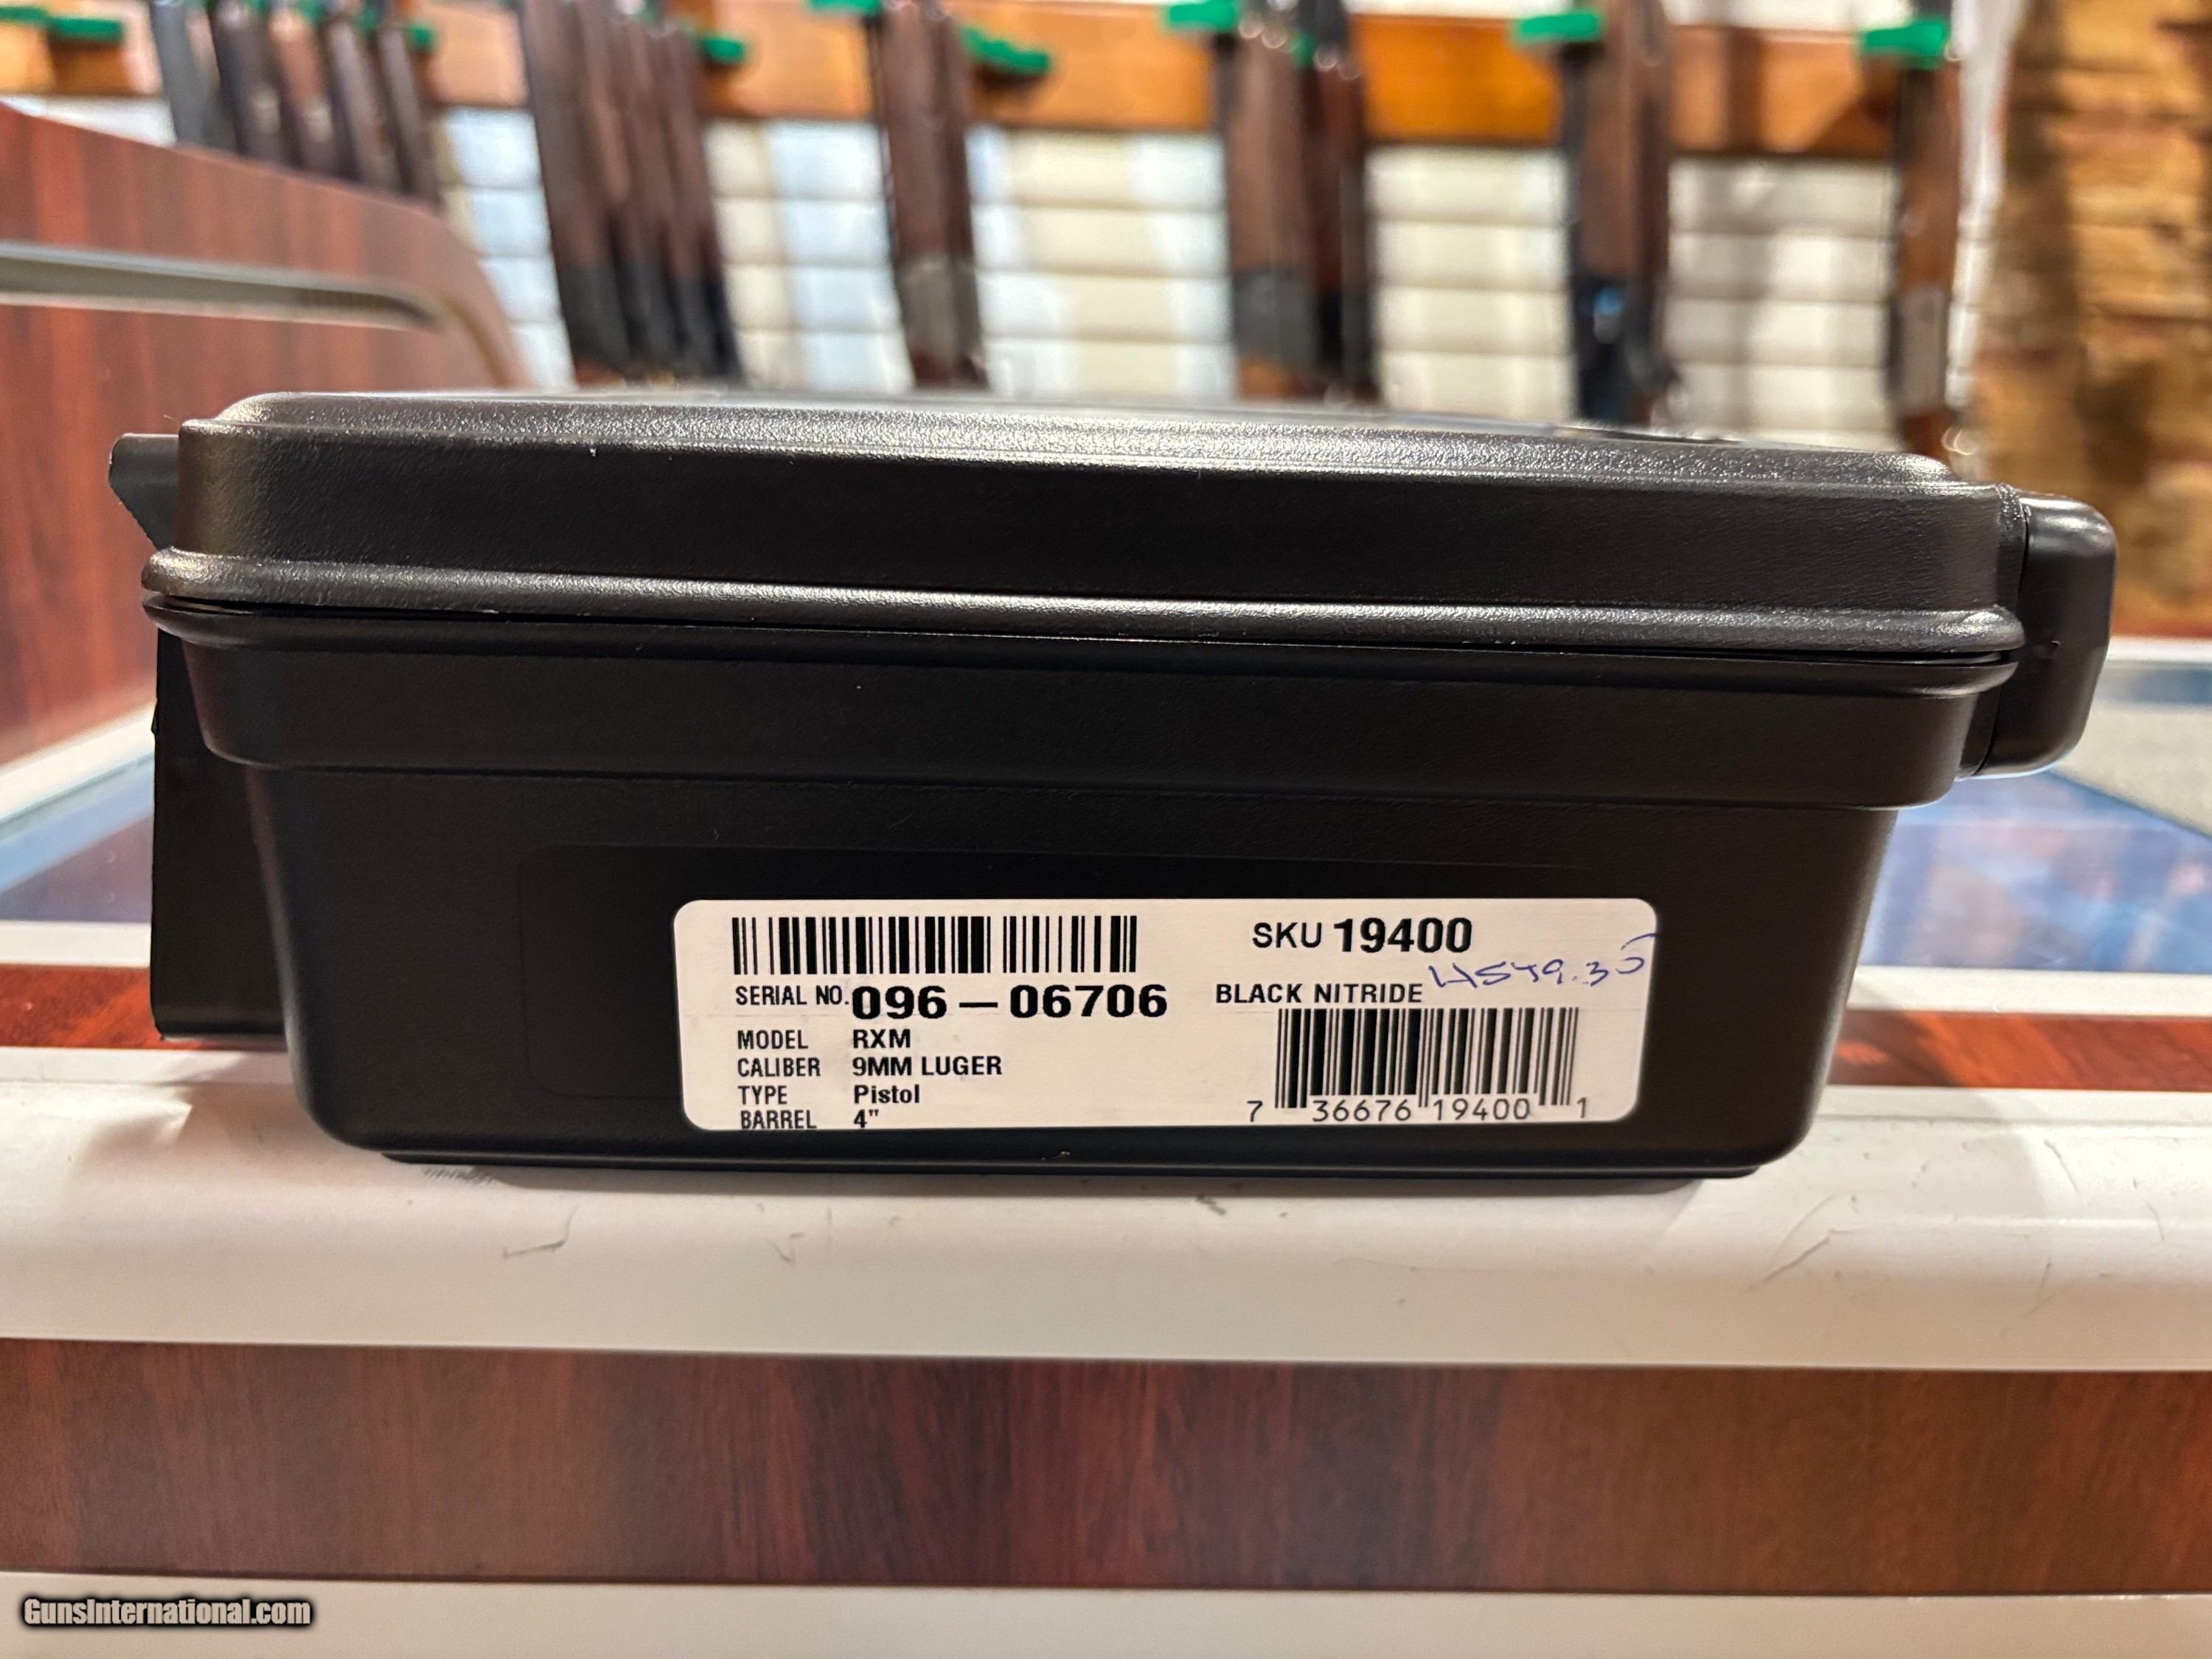 SKU 19400
SERIAL NO. 096-06706
BLACK NITRIDE
MODEL RXM
CALIBER 9MM LUGER
TYPE Pistol
BARREL 4"
7 36676 19400 1
GunsInternational.com